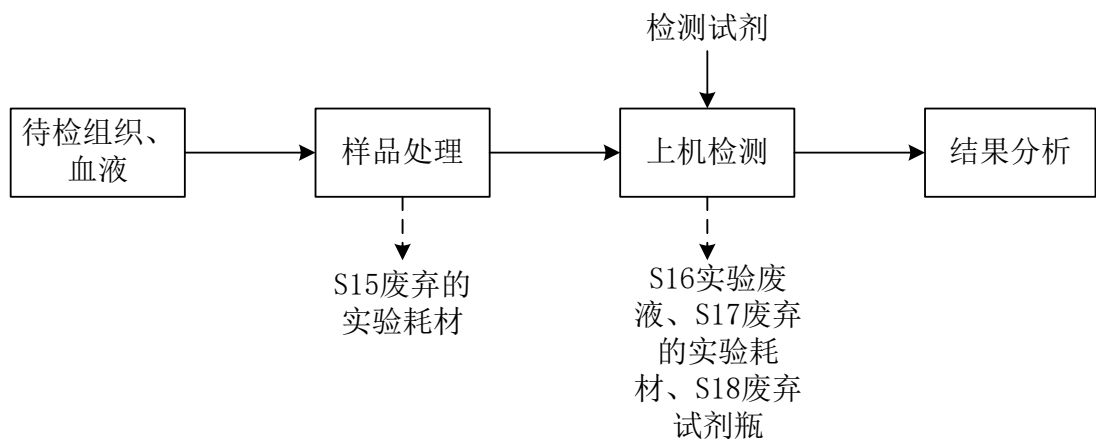 检测试剂
待检组织、
血液
样品处理
上机检测
结果分析
S15废弃的
实验耗材
S16实验废
液、S17废弃
的实验耗
材、S18废弃
试剂瓶